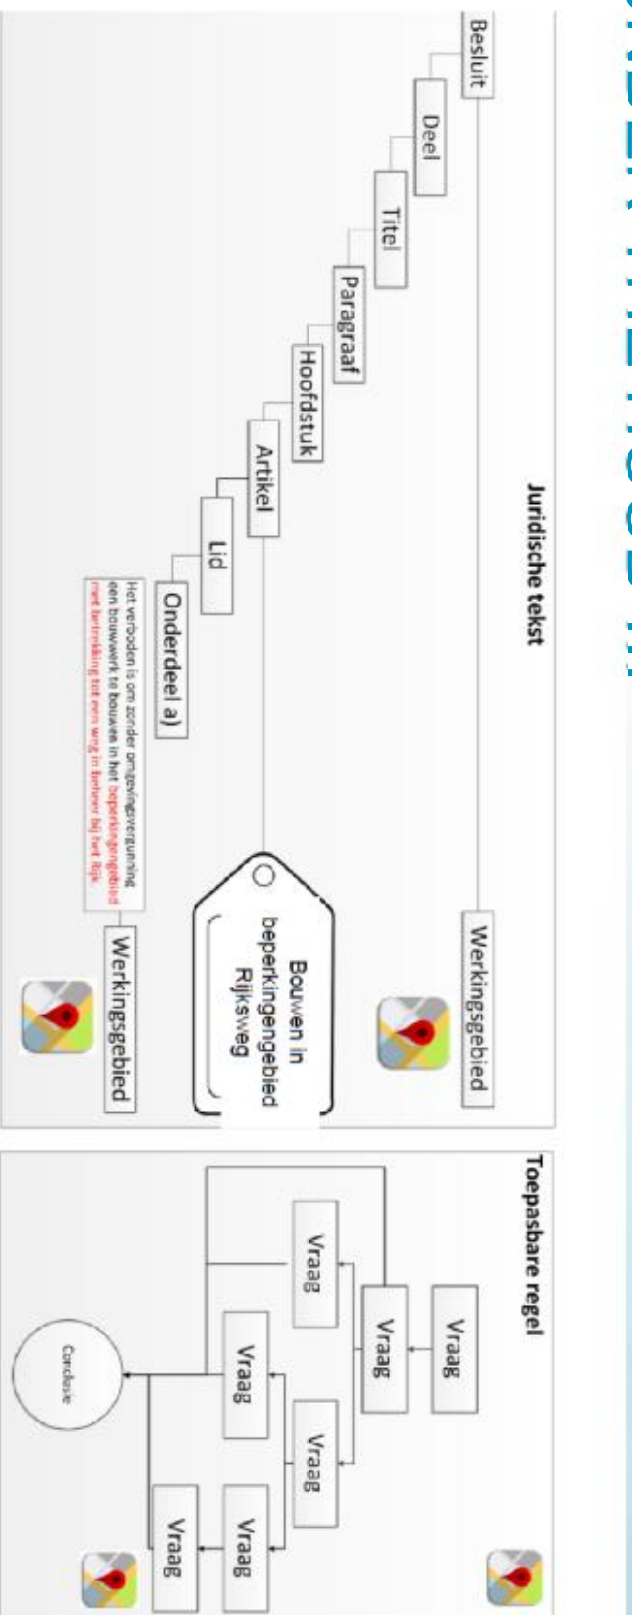 Juridische tekst
Besluit
Werkingsgebied
Deel
Titel
Paragraaf
Hoofdstuk
Artikel
Bouwen in
beperkingengebied
Rijksweg
Lid
Onderdeel a)
Het verboden is om zonder omgevingsvergunning
een bouwwerk te bouwen in het beperkingengebied
met betrekking tot een weg in beheer bij het Rijk.
Werkingsgebied
Toepasbare regel
Vraag
Vraag
Vraag
Vraag
Vraag
Vraag
Vraag
Conclusie